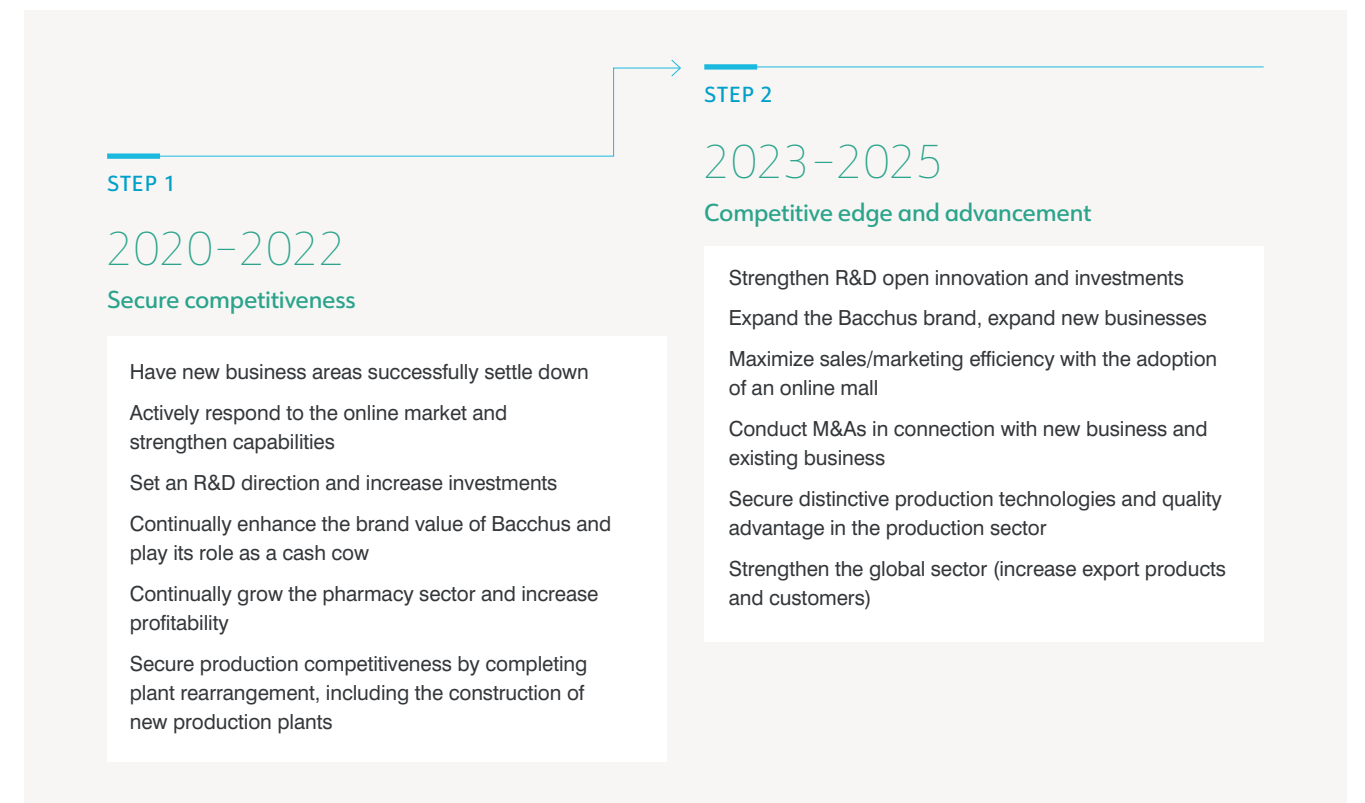 STEP 1
2020–2022
Secure competitiveness
Have new business areas successfully settle down
Actively respond to the online market and
strengthen capabilities
Set an R&D direction and increase investments
Continually enhance the brand value of Bacchus and
play its role as a cash cow
Continually grow the pharmacy sector and increase
profitability
Secure production competitiveness by completing
plant rearrangement, including the construction of
new production plants
STEP 2
2023–2025
Competitive edge and advancement
Strengthen R&D open innovation and investments
Expand the Bacchus brand, expand new businesses
Maximize sales/marketing efficiency with the adoption
of an online mall
Conduct M&As in connection with new business and
existing business
Secure distinctive production technologies and quality
advantage in the production sector
Strengthen the global sector (increase export products
and customers)